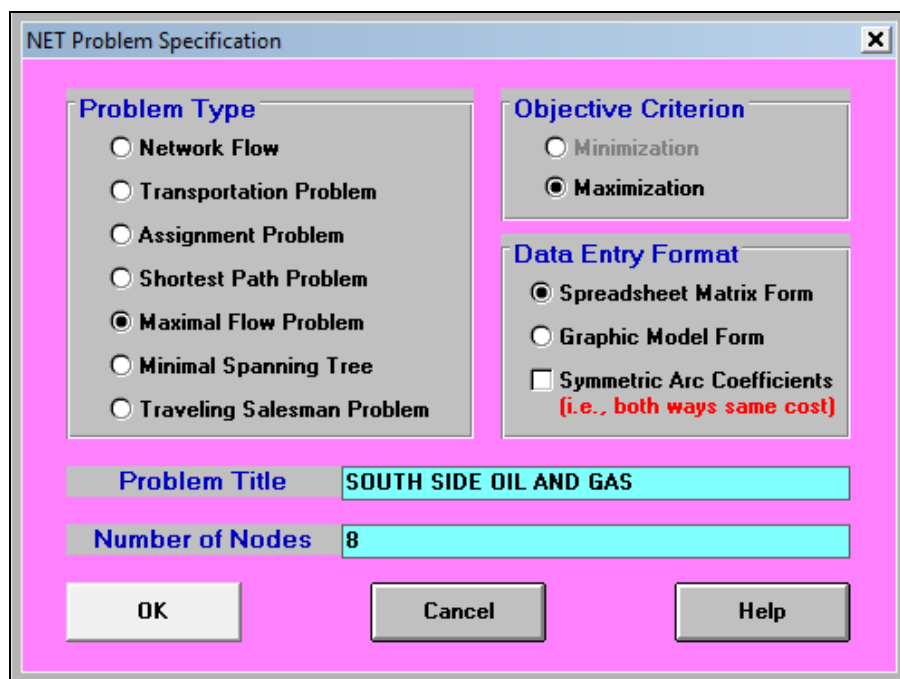 NET Problem Specification
Problem Type
Network Flow
Transportation Problem
Assignment Problem
Shortest Path Problem
Maximal Flow Problem
Minimal Spanning Tree
Traveling Salesman Problem
Objective Criterion
Minimization
Maximization
Data Entry Format
Spreadsheet Matrix Form
Graphic Model Form
Symmetric Arc Coefficients
(i.e., both ways same cost)
Problem Title SOUTH SIDE OIL AND GAS
Number of Nodes 8
OK Cancel Help